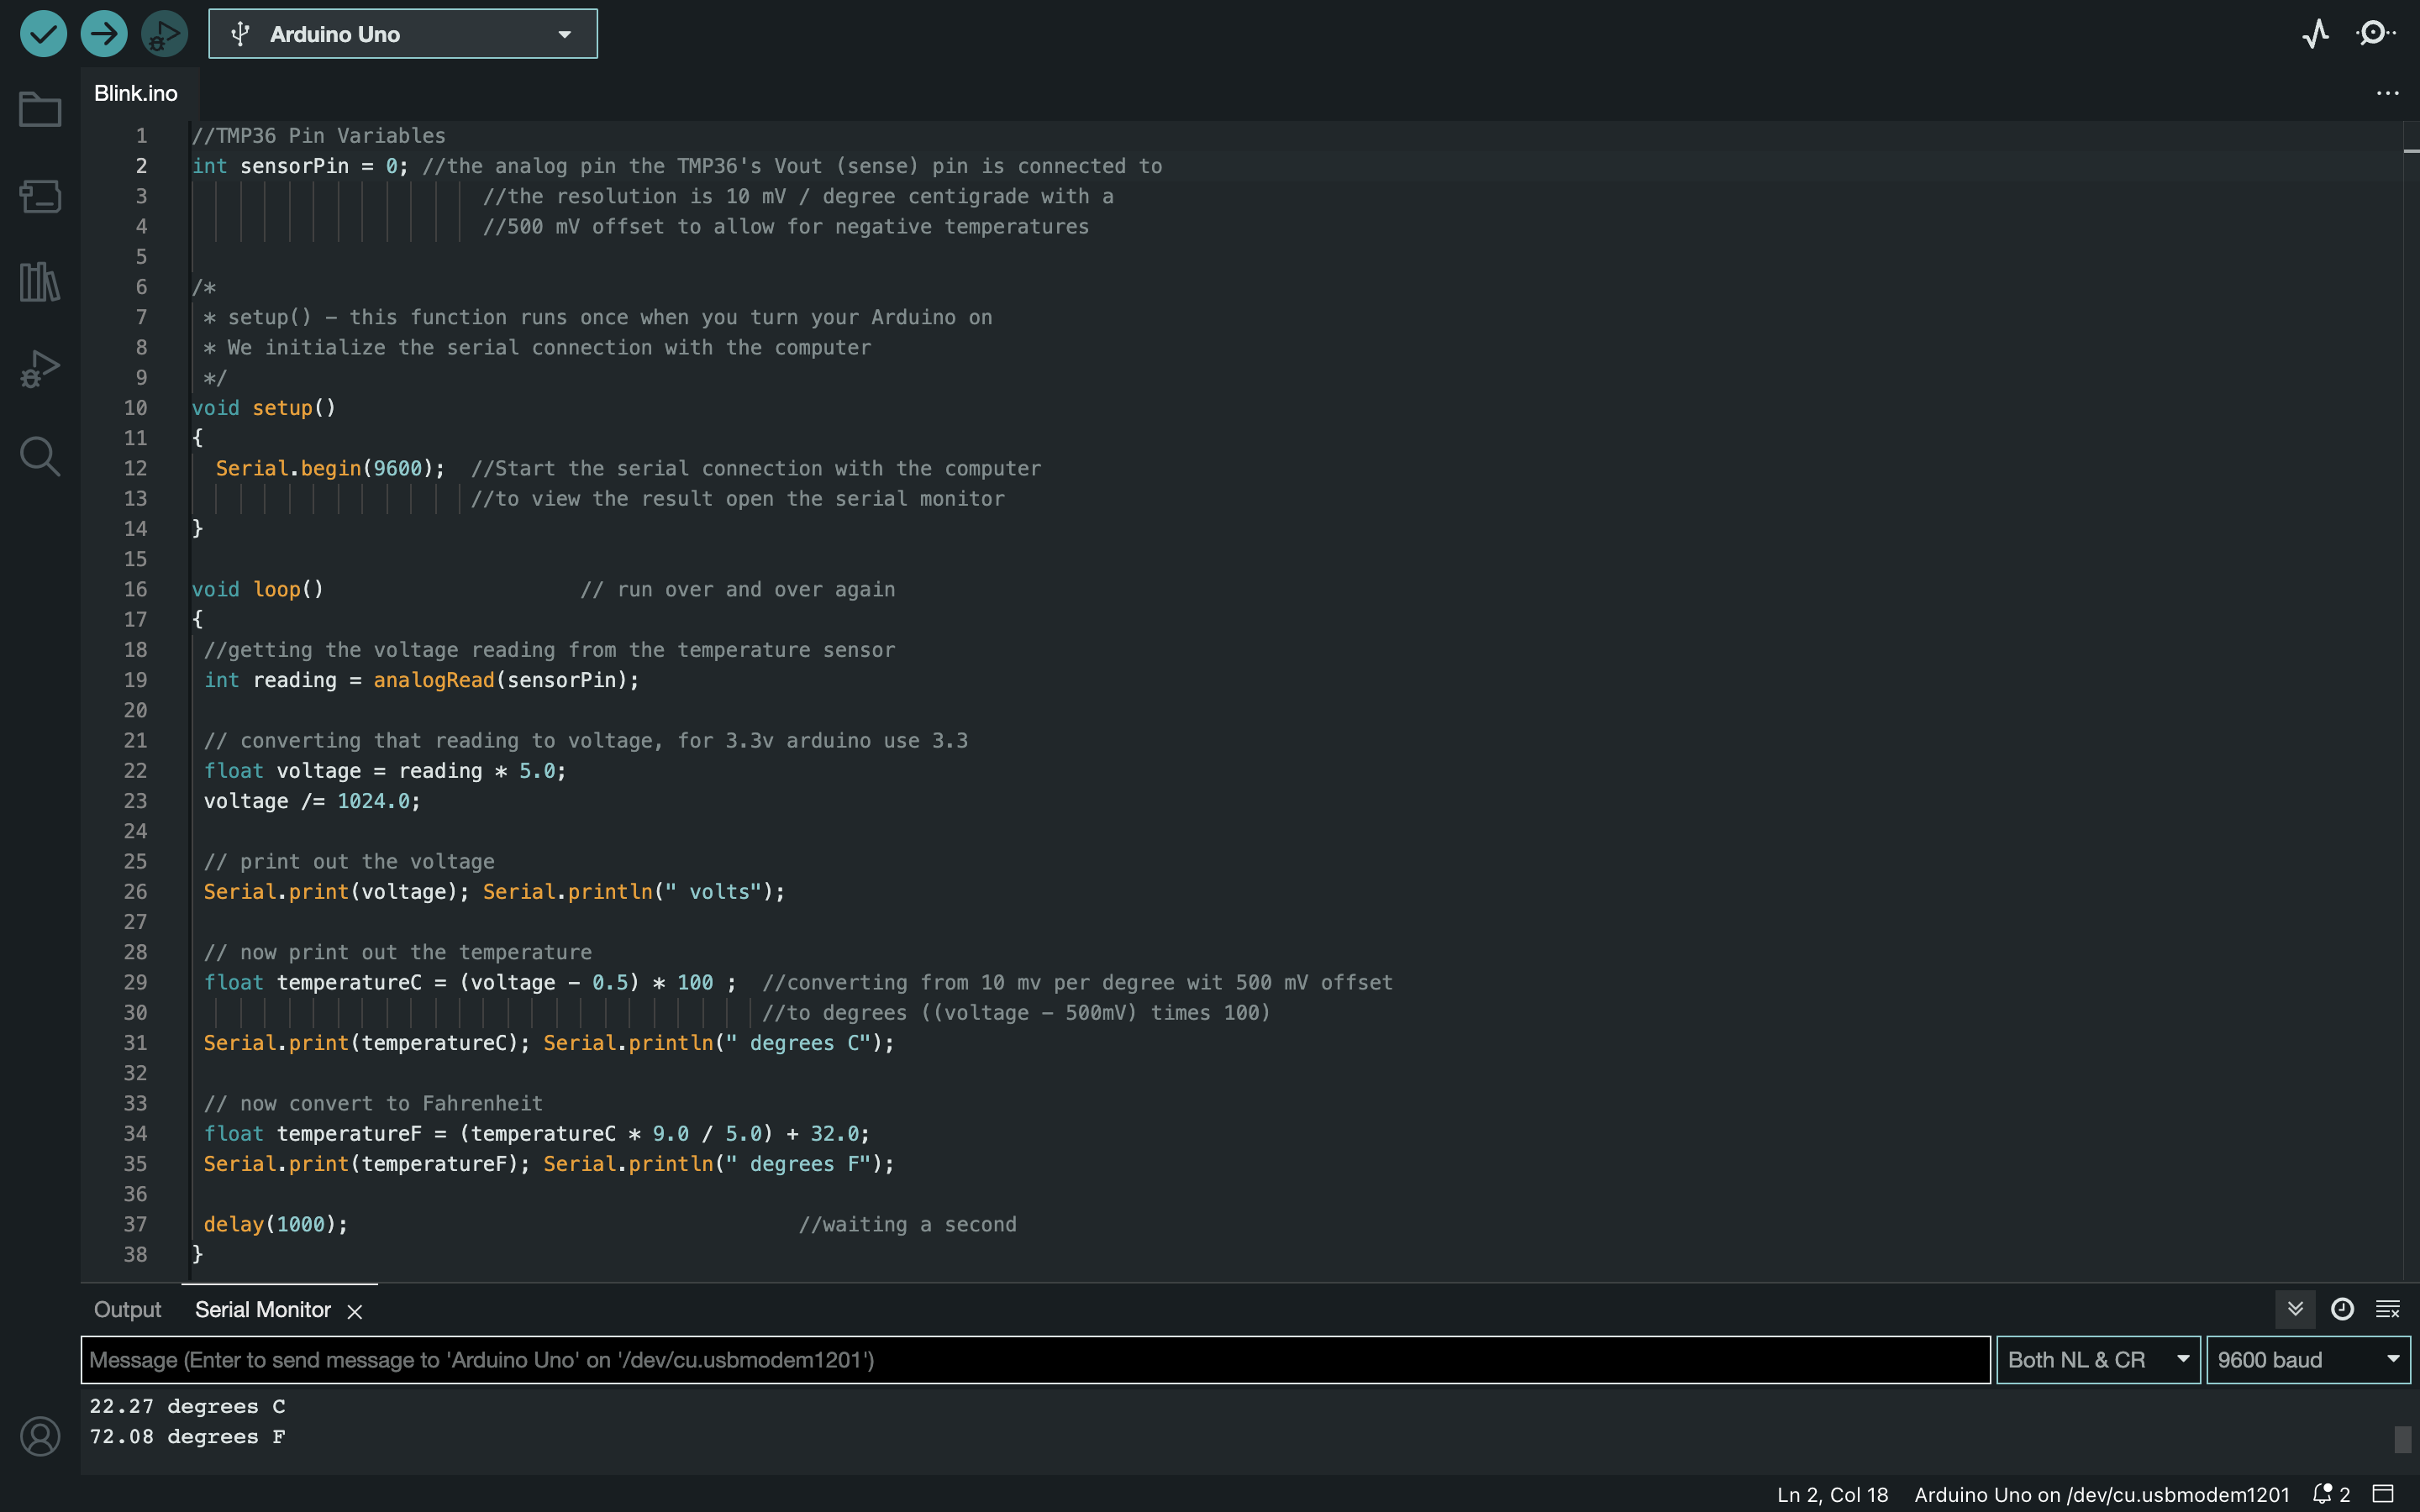 Arduino Uno
Blink.ino
1 //TMP36 Pin Variables
2 int sensorPin = 0; //the analog pin the TMP36's Vout (sense) pin is connected to
3 //the resolution is 10 mV / degree centigrade with a
4 //500 mV offset to allow for negative temperatures
5
6 /*
7 * setup() - this function runs once when you turn your Arduino on
8 * We initialize the serial connection with the computer
9 */
10 void setup()
11 {
12 Serial.begin(9600); //Start the serial connection with the computer
13 //to view the result open the serial monitor
14 }
15
16 void loop() // run over and over again
17 {
18 //getting the voltage reading from the temperature sensor
19 int reading = analogRead(sensorPin);
20
21 // converting that reading to voltage, for 3.3v arduino use 3.3
22 float voltage = reading * 5.0;
23 voltage /= 1024.0;
24
25 // print out the voltage
26 Serial.print(voltage); Serial.println(" volts");
27
28 // now print out the temperature
29 float temperatureC = (voltage - 0.5) * 100 ; //converting from 10 mv per degree wit 500 mV offset
30 //to degrees ((voltage - 500mV) times 100)
31 Serial.print(temperatureC); Serial.println(" degrees C");
32
33 // now convert to Fahrenheit
34 float temperatureF = (temperatureC * 9.0 / 5.0) + 32.0;
35 Serial.print(temperatureF); Serial.println(" degrees F");
36
37 delay(1000); //waiting a second
38 }
Output Serial Monitor
Message (Enter to send message to 'Arduino Uno' on '/dev/cu.usbmodem1201') Both NL & CR 9600 baud
22.27 degrees C
72.08 degrees F
Ln 2, Col 18 Arduino Uno on /dev/cu.usbmodem1201 2